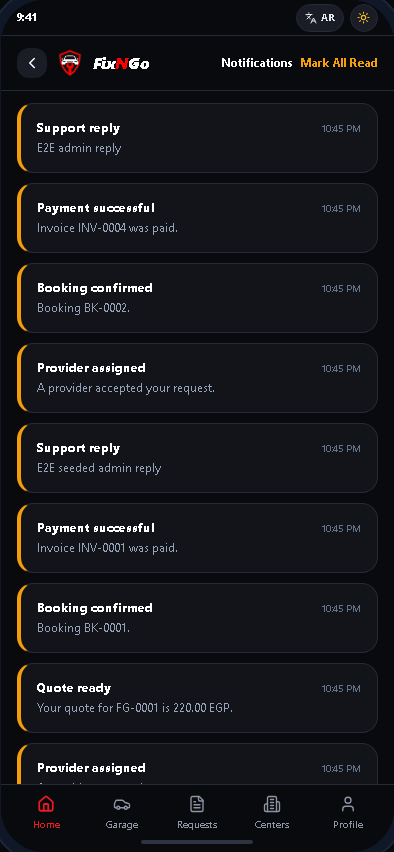 9:41
AR
FixNGo
Notifications Mark All Read
Support reply 10:45 PM
E2E admin reply
Payment successful 10:45 PM
Invoice INV-0004 was paid.
Booking confirmed 10:45 PM
Booking BK-0002.
Provider assigned 10:45 PM
A provider accepted your request.
Support reply 10:45 PM
E2E seeded admin reply
Payment successful 10:45 PM
Invoice INV-0001 was paid.
Booking confirmed 10:45 PM
Booking BK-0001.
Quote ready 10:45 PM
Your quote for FG-0001 is 220.00 EGP.
Provider assigned 10:45 PM
Home Garage Requests Centers Profile